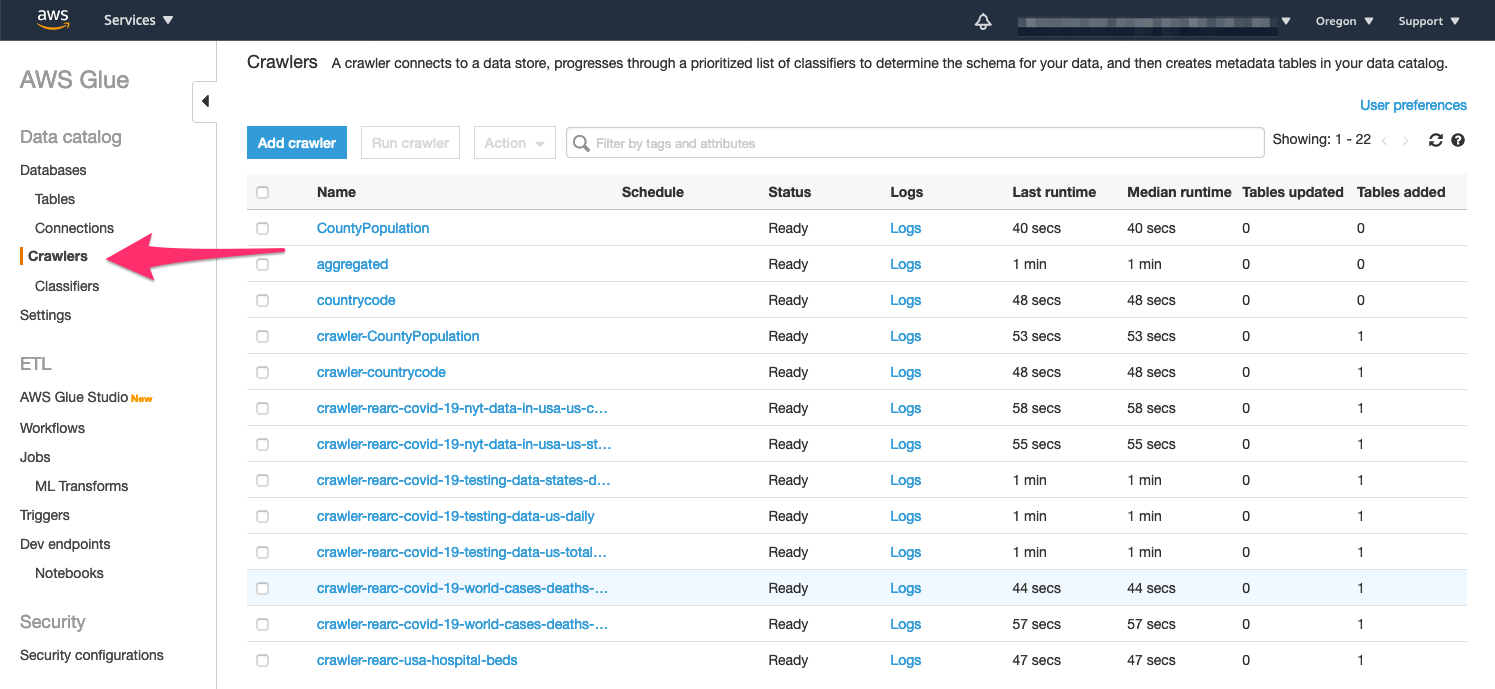 aws Services Oregon Support
AWS Glue
Data catalog
Databases
Tables
Connections
Crawlers
Classifiers
Settings
ETL
AWS Glue Studio New
Workflows
Jobs
ML Transforms
Triggers
Dev endpoints
Notebooks
Security
Security configurations
Crawlers A crawler connects to a data store, progresses through a prioritized list of classifiers to determine the schema for your data, and then creates metadata tables in your data catalog.
User preferences
Add crawler Run crawler Action Filter by tags and attributes Showing: 1 - 22
Name Schedule Status Logs Last runtime Median runtime Tables updated Tables added
CountyPopulation Ready Logs 40 secs 40 secs 0 0
aggregated Ready Logs 1 min 1 min 0 0
countrycode Ready Logs 48 secs 48 secs 0 0
crawler-CountyPopulation Ready Logs 53 secs 53 secs 0 1
crawler-countrycode Ready Logs 48 secs 48 secs 0 1
crawler-rearc-covid-19-nyt-data-in-usa-us-c... Ready Logs 58 secs 58 secs 0 1
crawler-rearc-covid-19-nyt-data-in-usa-us-st... Ready Logs 55 secs 55 secs 0 1
crawler-rearc-covid-19-testing-data-states-d... Ready Logs 1 min 1 min 0 1
crawler-rearc-covid-19-testing-data-us-daily Ready Logs 1 min 1 min 0 1
crawler-rearc-covid-19-testing-data-us-total... Ready Logs 1 min 1 min 0 1
crawler-rearc-covid-19-world-cases-deaths-... Ready Logs 44 secs 44 secs 0 1
crawler-rearc-covid-19-world-cases-deaths-... Ready Logs 57 secs 57 secs 0 1
crawler-rearc-usa-hospital-beds Ready Logs 47 secs 47 secs 0 1